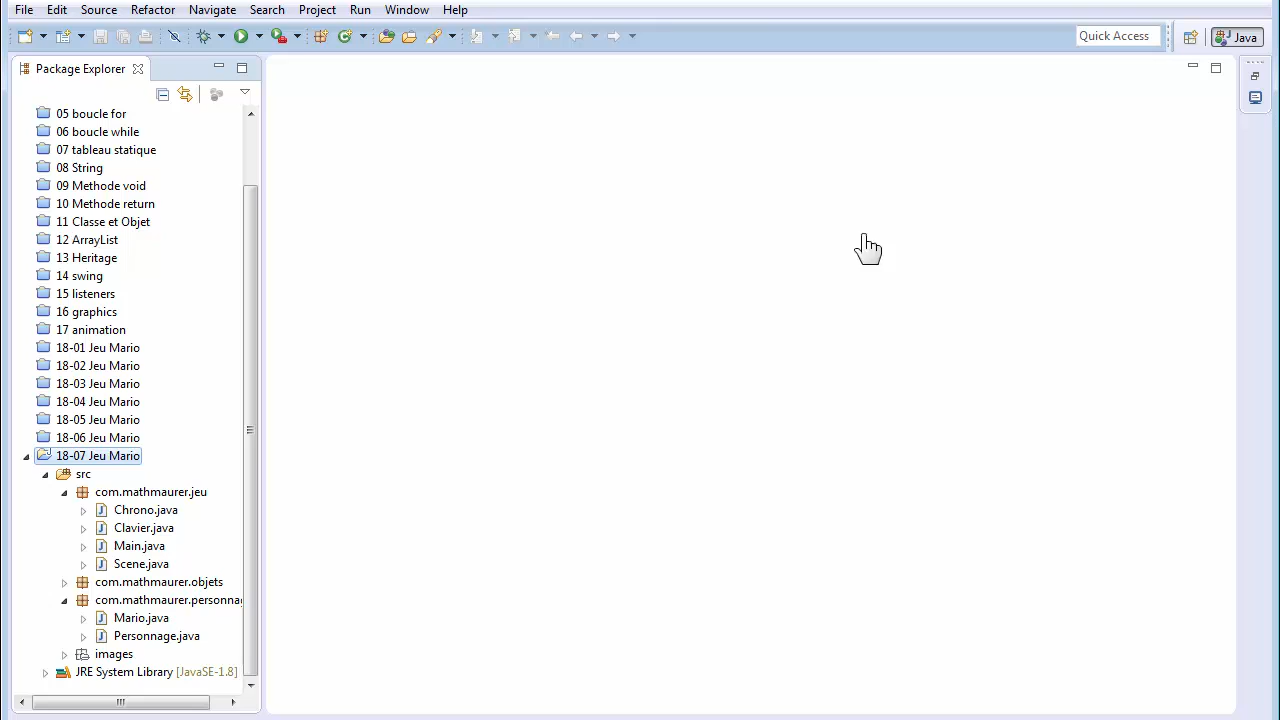 File Edit Source Refactor Navigate Search Project Run Window Help
Quick Access
Java
Package Explorer
05 boucle for
06 boucle while
07 tableau statique
08 String
09 Methode void
10 Methode return
11 Classe et Objet
12 ArrayList
13 Heritage
14 swing
15 listeners
16 graphics
17 animation
18-01 Jeu Mario
18-02 Jeu Mario
18-03 Jeu Mario
18-04 Jeu Mario
18-05 Jeu Mario
18-06 Jeu Mario
18-07 Jeu Mario
src
com.mathmaurer.jeu
Chrono.java
Clavier.java
Main.java
Scene.java
com.mathmaurer.objets
com.mathmaurer.personnag
Mario.java
Personnage.java
images
JRE System Library [JavaSE-1.8]